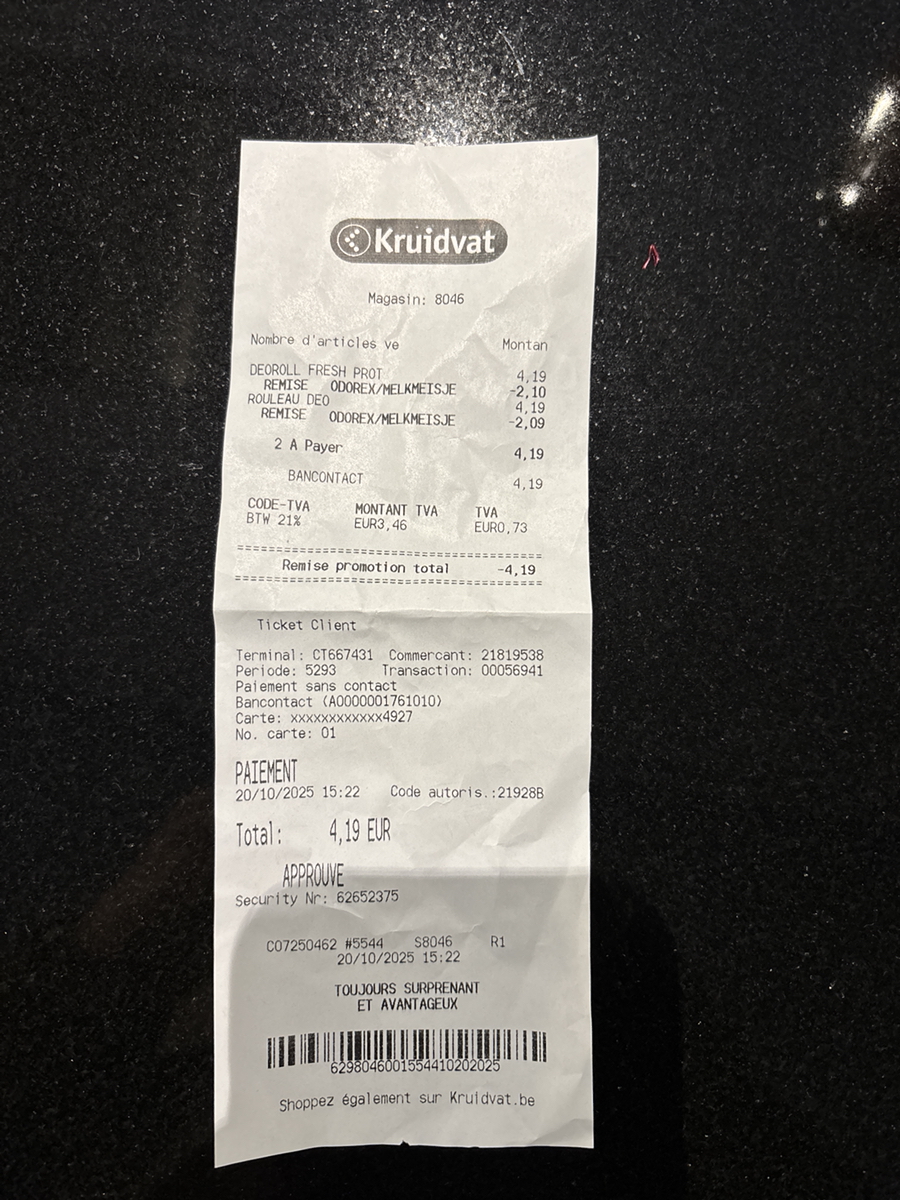 Kruidvat
Magasin: 8046
Nombre d'articles ve Montan
DEOROLL FRESH PROT 4,19
REMISE ODOREX/MELKMEISJE -2,10
ROULEAU DEO 4,19
REMISE ODOREX/MELKMEISJE -2,09
2 A Payer 4,19
BANCONTACT 4,19
CODE-TVA MONTANT TVA TVA
BTW 21% EUR3,46 EUR0,73
========================================
Remise promotion total -4,19
========================================
Ticket Client
Terminal: CT667431 Commercant: 21819538
Periode: 5293 Transaction: 00056941
Paiement sans contact
Bancontact (A0000001761010)
Carte: xxxxxxxxxxxx4927
No. carte: 01
PAIEMENT
20/10/2025 15:22 Code autoris.:21928B
Total: 4,19 EUR
APPROUVE
Security Nr: 62652375
C07250462 #5544 S8046 R1
20/10/2025 15:22
TOUJOURS SURPRENANT
ET AVANTAGEUX
6298046001554410202025
Shoppez également sur Kruidvat.be